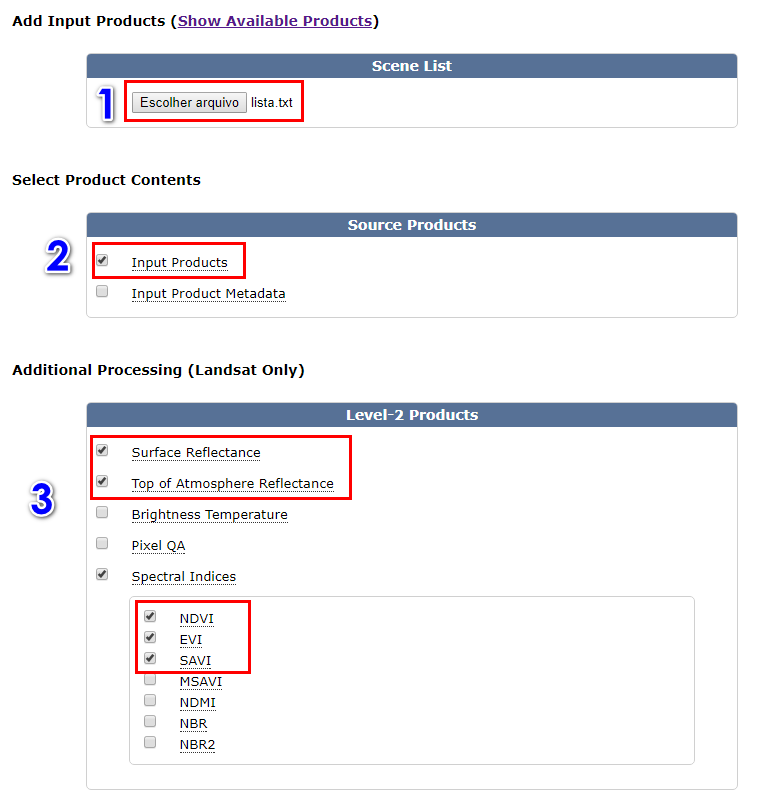 Add Input Products (Show Available Products)
Scene List
1
Escolher arquivo lista.txt
Select Product Contents
Source Products
2
Input Products
Input Product Metadata
Additional Processing (Landsat Only)
Level-2 Products
Surface Reflectance
Top of Atmosphere Reflectance
3
Brightness Temperature
Pixel QA
Spectral Indices
NDVI
EVI
SAVI
MSAVI
NDMI
NBR
NBR2